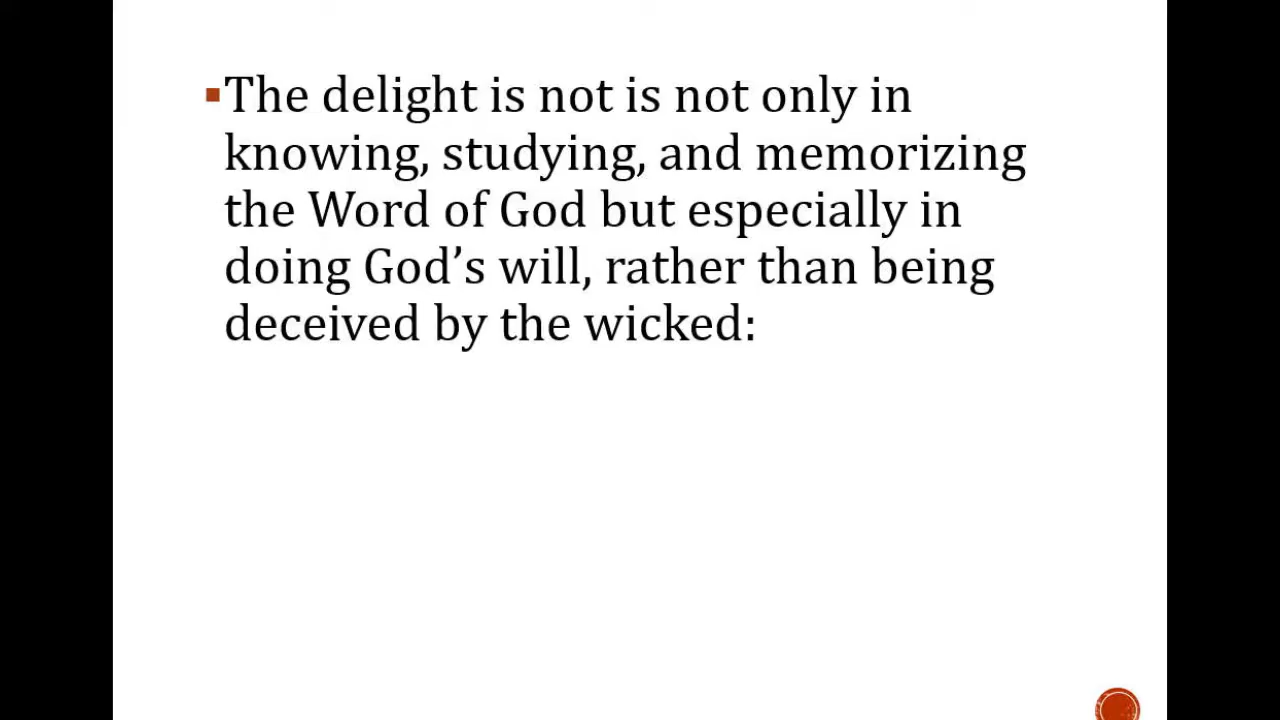 ▪The delight is not is not only in
knowing, studying, and memorizing
the Word of God but especially in
doing God’s will, rather than being
deceived by the wicked: